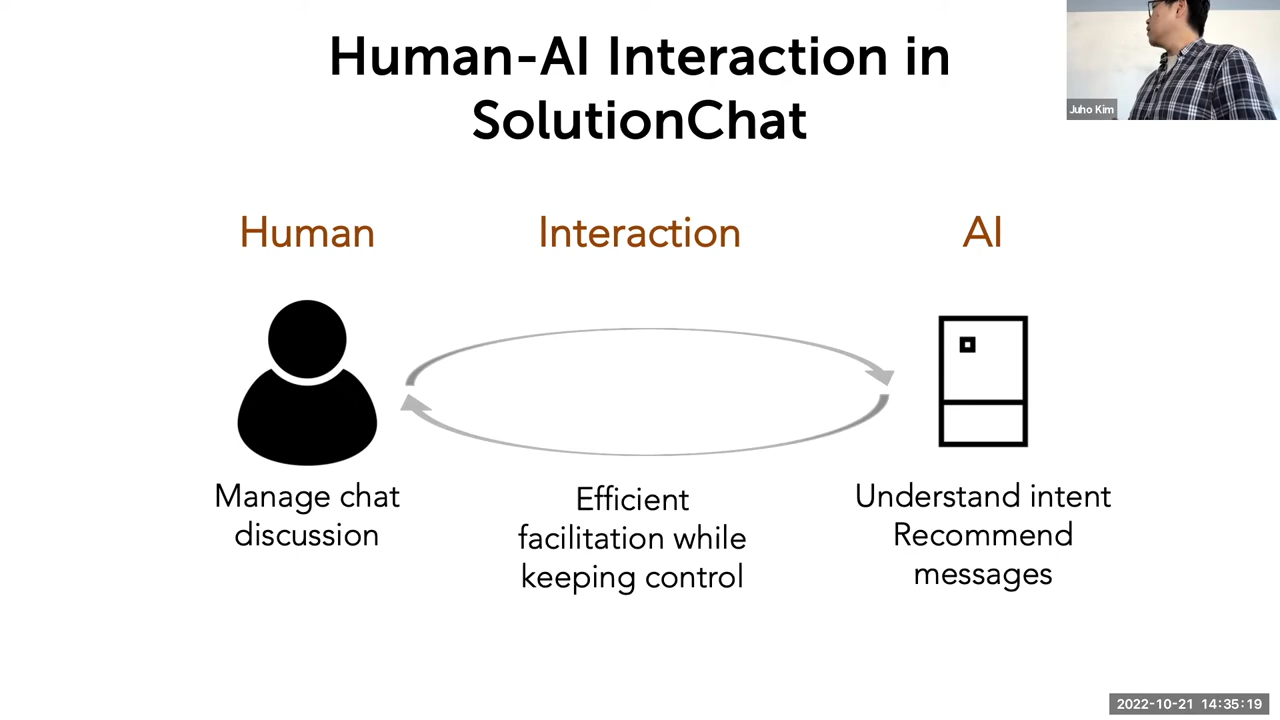 Human-AI Interaction in
SolutionChat
Juho Kim
Human
Interaction
AI
Manage chat
discussion
Efficient
facilitation while
keeping control
Understand intent
Recommend
messages
2022-10-21 14:35:19